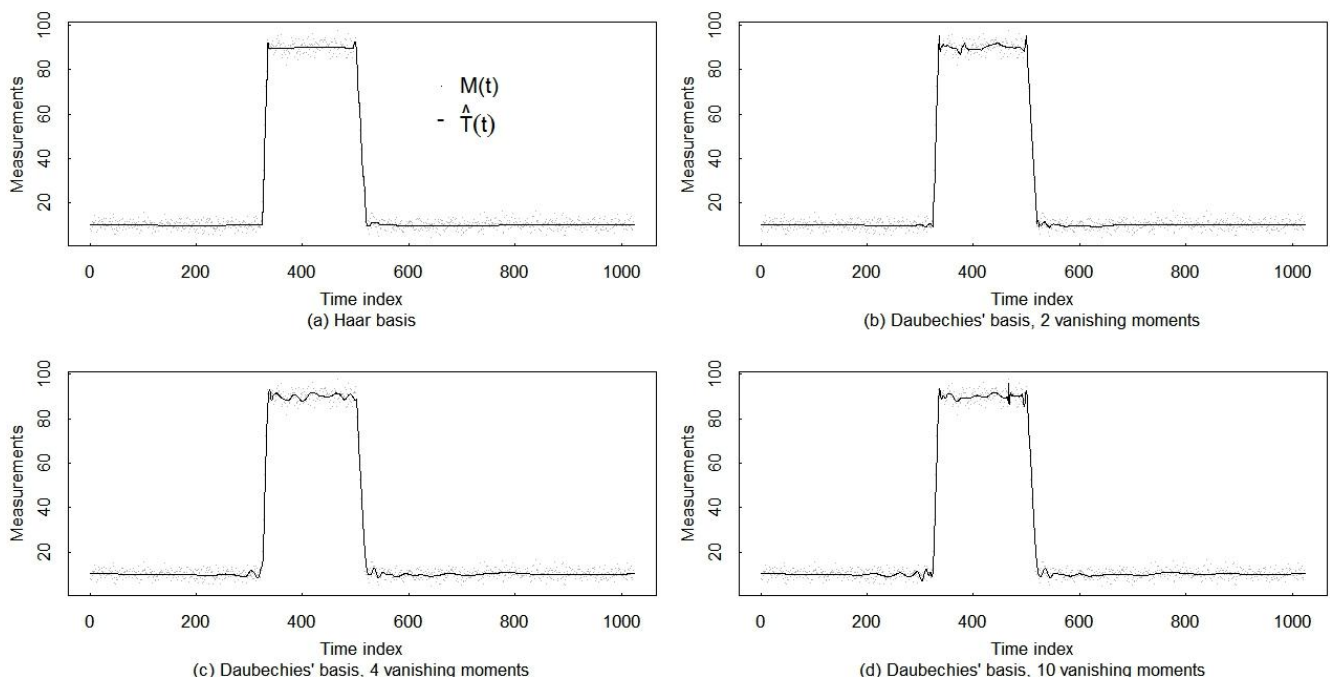 100
80
60
40
20
Measurements
M(t)
- T̂(t)
0 200 400 600 800 1000
Time index
(a) Haar basis
100
80
60
40
20
Measurements
0 200 400 600 800 1000
Time index
(b) Daubechies' basis, 2 vanishing moments
100
80
60
40
20
Measurements
0 200 400 600 800 1000
Time index
(c) Daubechies' basis, 4 vanishing moments
100
80
60
40
20
Measurements
0 200 400 600 800 1000
Time index
(d) Daubechies' basis, 10 vanishing moments